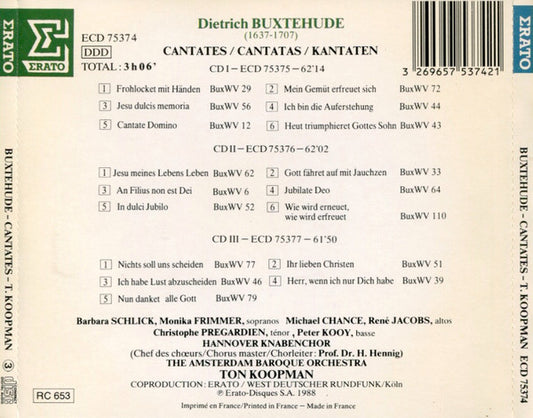 ERATO
ERATO
ECD 75374
DDD
TOTAL : 3 h 06'
Dietrich BUXTEHUDE
(1637-1707)
CANTATES / CANTATAS / KANTATEN
3 269657 537421
ERATO
CD I – ECD 75375 – 62'14
1 Frohlocket mit Händen BuxWV 29
2 Mein Gemüt erfreuet sich BuxWV 72
3 Jesu dulcis memoria BuxWV 56
4 Ich bin die Auferstehung BuxWV 44
5 Cantate Domino BuxWV 12
6 Heut triumphieret Gottes Sohn BuxWV 43
CD II – ECD 75376 – 62'02
1 Jesu meines Lebens Leben BuxWV 62
2 Gott fähret auf mit Jauchzen BuxWV 33
3 An Filius non est Dei BuxWV 6
4 Jubilate Deo BuxWV 64
5 In dulci Jubilo BuxWV 52
6 Wie wird erneuet,
wie wird erfreuet BuxWV 110
CD III – ECD 75377 – 61'50
1 Nichts soll uns scheiden BuxWV 77
2 Ihr lieben Christen BuxWV 51
3 Ich habe Lust abzuscheiden BuxWV 46
4 Herr, wenn ich nur Dich habe BuxWV 39
5 Nun danket alle Gott BuxWV 79
Barbara SCHLICK, Monika FRIMMER, sopranos Michael CHANCE, René JACOBS, altos
Christophe PREGARDIEN, ténor, Peter KOOY, basse
HANNOVER KNABENCHOR
(Chef des chœurs/Chorus master/Chorleiter: Prof. Dr. H. Hennig)
THE AMSTERDAM BAROQUE ORCHESTRA
TON KOOPMAN
COPRODUCTION : ERATO / WEST DEUTSCHER RUNDFUNK/Köln
℗ Erato-Disques S.A. 1988
Imprimé en France/Printed in France – Made in France
RC 653
BUXTEHUDE – CANTATES – T. KOOPMAN
3
BUXTEHUDE – CANTATES – T. KOOPMAN ECD 75374